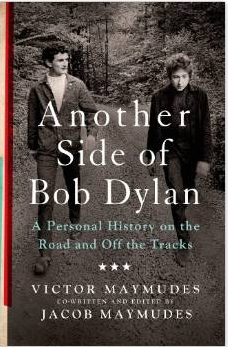 Another
Side of
Bob Dylan
A Personal History on the
Road and Off the Tracks
★★★
VICTOR MAYMUDES
CO-WRITTEN AND EDITED BY
JACOB MAYMUDES